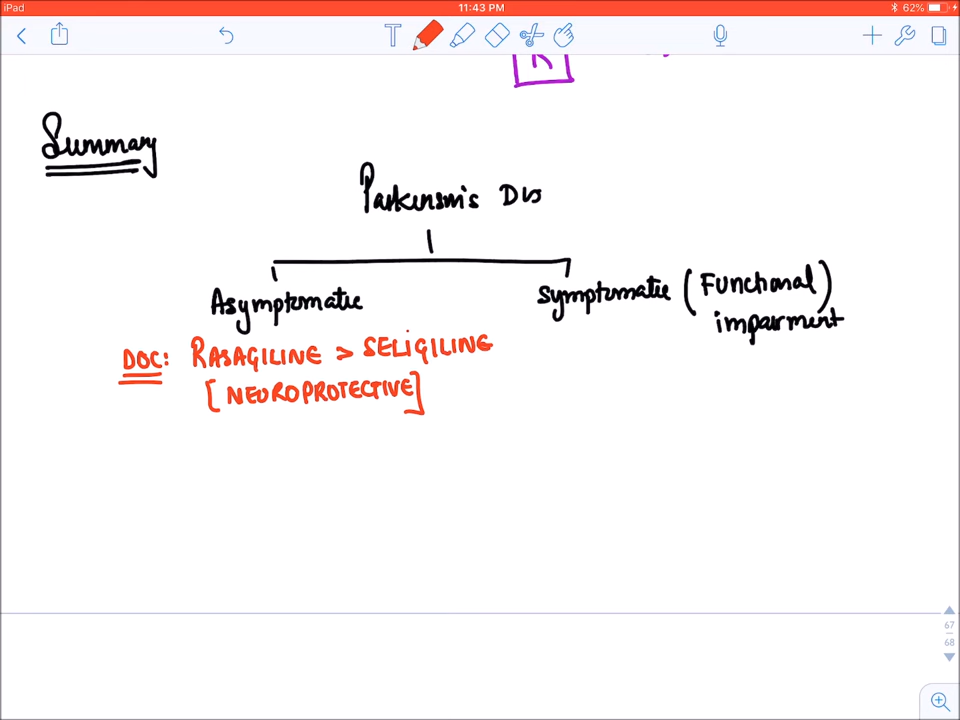 iPad
11:43 PM
62%
T
R
Summary
Parkinson's Dis
Asymptomatic
Symptomatic (Functional)
impairment
DOC: RASAGILINE > SELIGILINE
[NEUROPROTECTIVE]
67
68